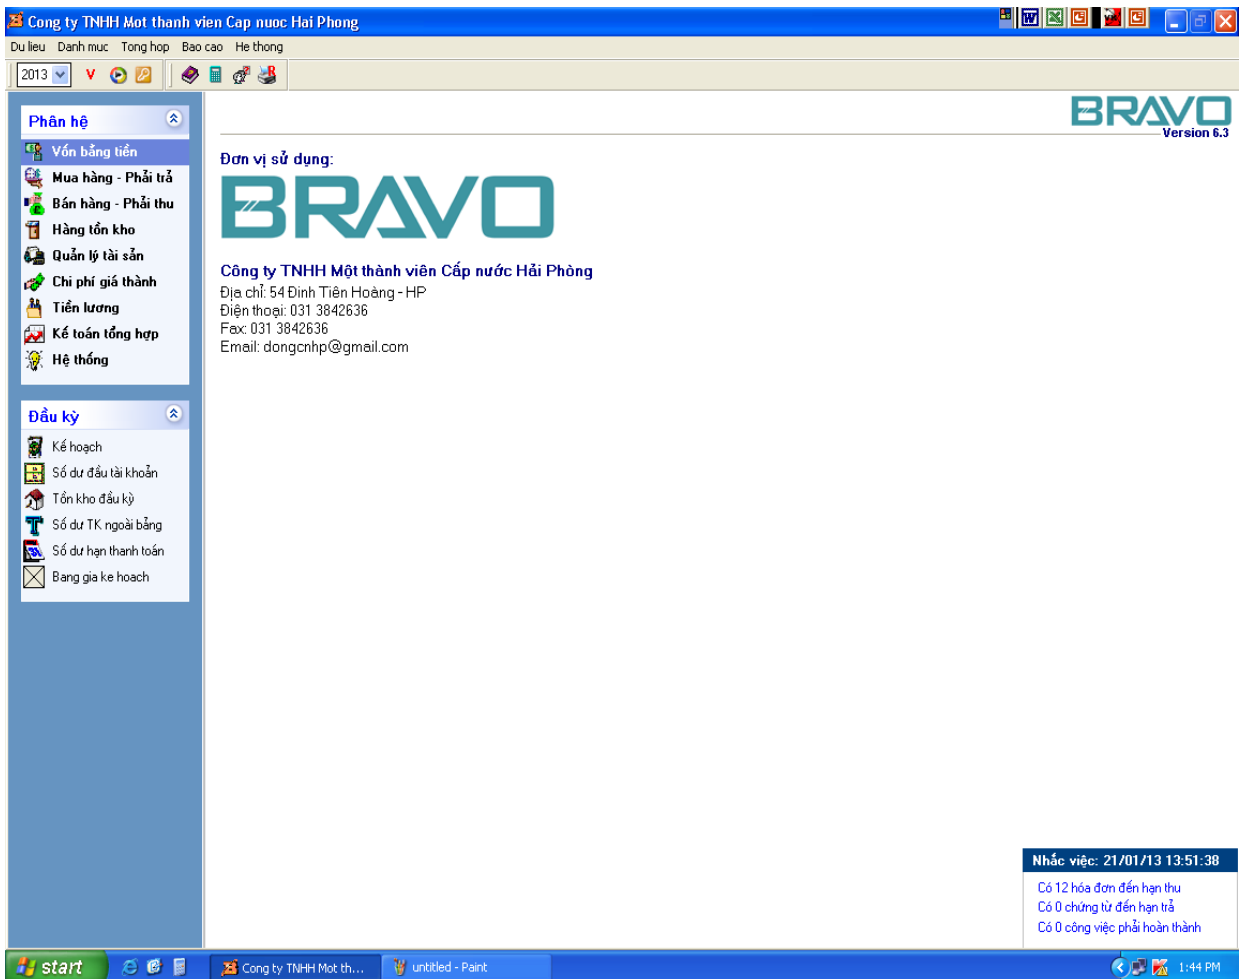 Cong ty TNHH Mot thanh vien Cap nuoc Hai Phong
Du lieu Danh muc Tong hop Bao cao He thong
2013 V
BRAVO
Version 6.3
Phân hệ
Vốn bằng tiền
Mua hàng - Phải trả
Bán hàng - Phải thu
Hàng tồn kho
Quản lý tài sản
Chi phí giá thành
Tiền lương
Kế toán tổng hợp
Hệ thống
Đầu kỳ
Kế hoạch
Số dư đầu tài khoản
Tồn kho đầu kỳ
Số dư TK ngoài bảng
Số dư hạn thanh toán
Bang gia ke hoach
Đơn vị sử dụng:
BRAVO
Công ty TNHH Một thành viên Cấp nước Hải Phòng
Địa chỉ: 54 Đinh Tiên Hoàng - HP
Điện thoại: 031 3842636
Fax: 031 3842636
Email: dongcnhp@gmail.com
Nhắc việc: 21/01/13 13:51:38
Có 12 hóa đơn đến hạn thu
Có 0 chứng từ đến hạn trả
Có 0 công việc phải hoàn thành
start
Cong ty TNHH Mot th...
untitled - Paint
1:44 PM